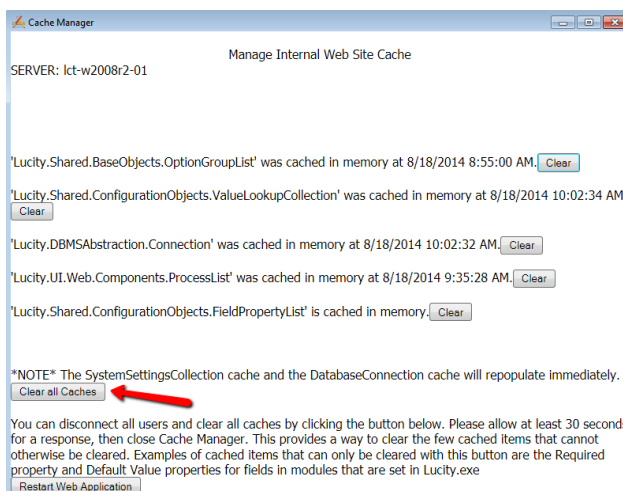 Cache Manager
Manage Internal Web Site Cache
SERVER: lct-w2008r2-01
'Lucity.Shared.BaseObjects.OptionGroupList' was cached in memory at 8/18/2014 8:55:00 AM. Clear
'Lucity.Shared.ConfigurationObjects.ValueLookupCollection' was cached in memory at 8/18/2014 10:02:34 AM
Clear
'Lucity.DBMSAbstraction.Connection' was cached in memory at 8/18/2014 10:02:32 AM. Clear
'Lucity.UI.Web.Components.ProcessList' was cached in memory at 8/18/2014 9:35:28 AM. Clear
'Lucity.Shared.ConfigurationObjects.FieldPropertyList' is cached in memory. Clear
*NOTE* The SystemSettingsCollection cache and the DatabaseConnection cache will repopulate immediately.
Clear all Caches
You can disconnect all users and clear all caches by clicking the button below. Please allow at least 30 second
for a response, then close Cache Manager. This provides a way to clear the few cached items that cannot
otherwise be cleared. Examples of cached items that can only be cleared with this button are the Required
property and Default Value properties for fields in modules that are set in Lucity.exe
Restart Web Application